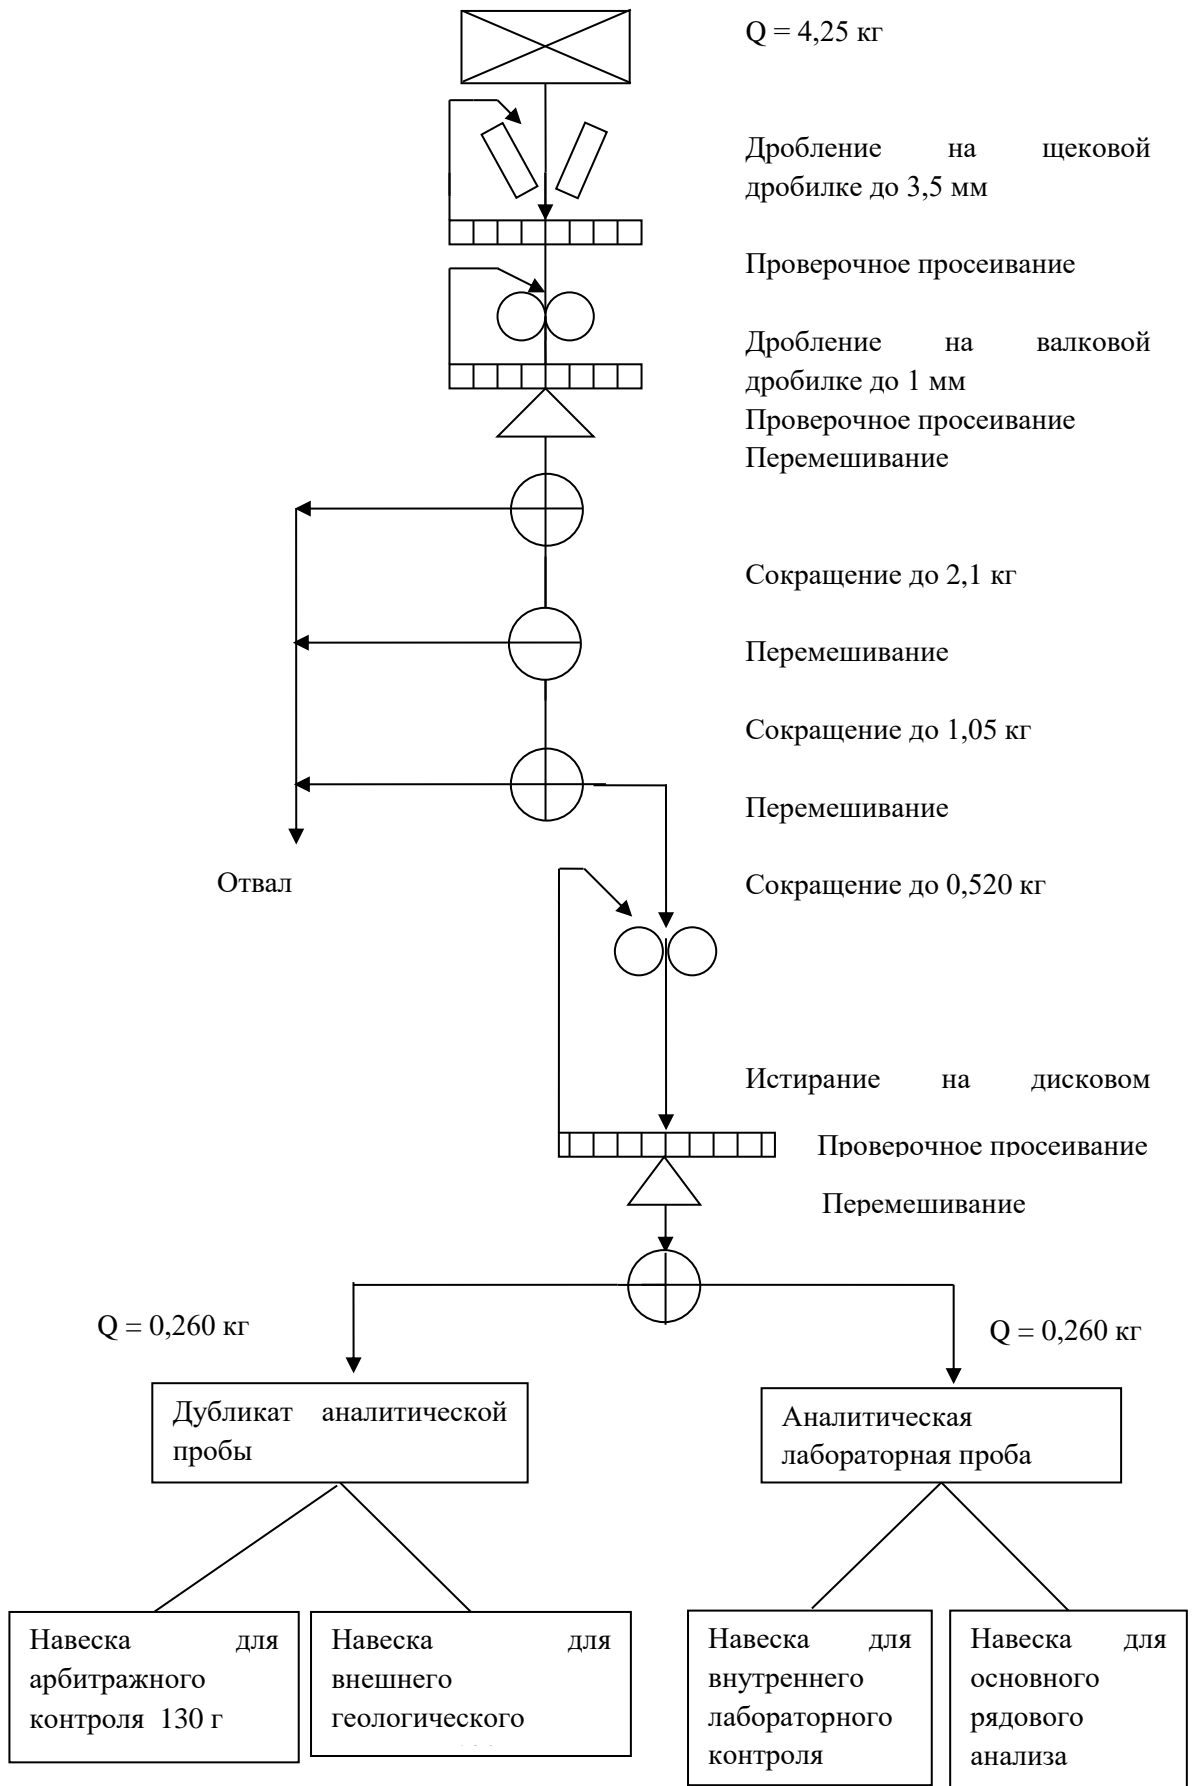 Q = 4,25 кг
Дробление на щековой
дробилке до 3,5 мм
Проверочное просеивание
Дробление на валковой
дробилке до 1 мм
Проверочное просеивание
Перемешивание
Сокращение до 2,1 кг
Перемешивание
Сокращение до 1,05 кг
Перемешивание
Отвал
Сокращение до 0,520 кг
Истирание на дисковом
Проверочное просеивание
Перемешивание
Q = 0,260 кг
Q = 0,260 кг
Дубликат аналитической
пробы
Аналитическая
лабораторная проба
Навеска для
арбитражного
контроля 130 г
Навеска для
внешнего
геологического
Навеска для
внутреннего
лабораторного
контроля
Навеска для
основного
рядового
анализа